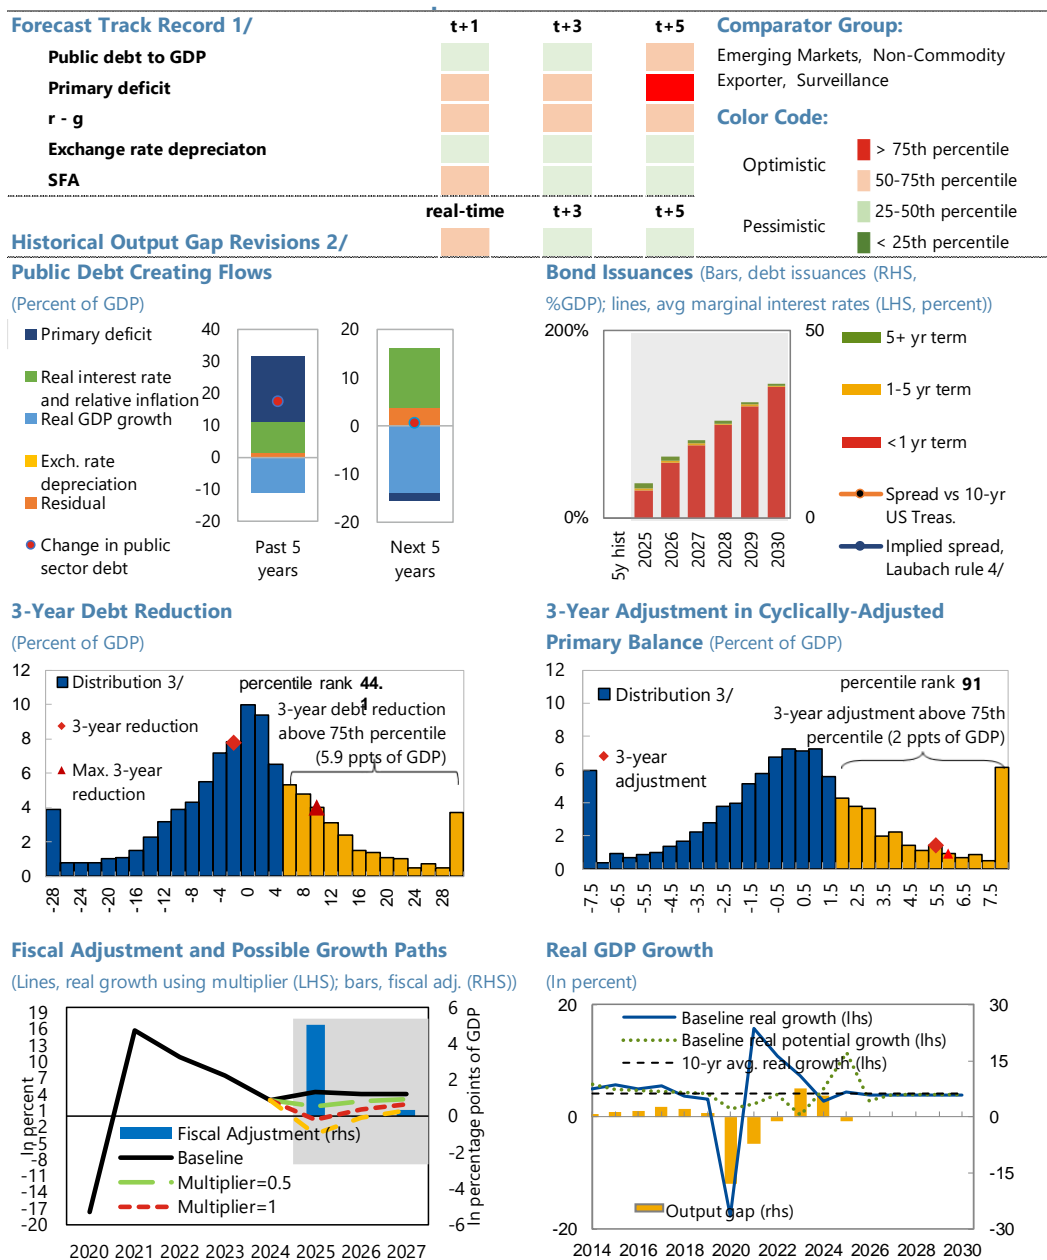 Forecast Track Record 1/ t+1 t+3 t+5 Comparator Group:
Public debt to GDP Emerging Markets, Non-Commodity
Primary deficit Exporter, Surveillance
r - g Color Code:
Exchange rate depreciaton Optimistic > 75th percentile
SFA 50-75th percentile
real-time t+3 t+5 Pessimistic 25-50th percentile
Historical Output Gap Revisions 2/ < 25th percentile
Public Debt Creating Flows
(Percent of GDP)
Primary deficit
Real interest rate
and relative inflation
Real GDP growth
Exch. rate
depreciation
Residual
Change in public
sector debt
40
30
20
10
0
-10
-20
Past 5
years
20
10
0
-10
-20
Next 5
years
Bond Issuances (Bars, debt issuances (RHS,
%GDP); lines, avg marginal interest rates (LHS, percent))
200%
0%
50
0
5y hist 2025 2026 2027 2028 2029 2030
5+ yr term
1-5 yr term
<1 yr term
Spread vs 10-yr
US Treas.
Implied spread,
Laubach rule 4/
3-Year Debt Reduction
(Percent of GDP)
12
10
8
6
4
2
0
Distribution 3/
3-year reduction
Max. 3-year
reduction
percentile rank 44.
1
3-year debt reduction
above 75th percentile
(5.9 ppts of GDP)
-28 -24 -20 -16 -12 -8 -4 0 4 8 12 16 20 24 28
3-Year Adjustment in Cyclically-Adjusted
Primary Balance (Percent of GDP)
12
10
8
6
4
2
0
Distribution 3/
3-year
adjustment
percentile rank 91
3-year adjustment above 75th
percentile (2 ppts of GDP)
-7.5 -6.5 -5.5 -4.5 -3.5 -2.5 -1.5 -0.5 0.5 1.5 2.5 3.5 4.5 5.5 6.5 7.5
Fiscal Adjustment and Possible Growth Paths
(Lines, real growth using multiplier (LHS); bars, fiscal adj. (RHS))
In percent
19
16
13
10
7
4
1
-2
-5
-8
-11
-14
-17
-20
6
4
2
0
-2
-4
-6
In percentage points of GDP
Fiscal Adjustment (rhs)
Baseline
Multiplier=0.5
Multiplier=1
2020 2021 2022 2023 2024 2025 2026 2027
Real GDP Growth
(In percent)
20
0
-20
30
15
0
-15
-30
Baseline real growth (lhs)
Baseline real potential growth (lhs)
10-yr avg. real growth (lhs)
Output gap (rhs)
2014 2016 2018 2020 2022 2024 2026 2028 2030